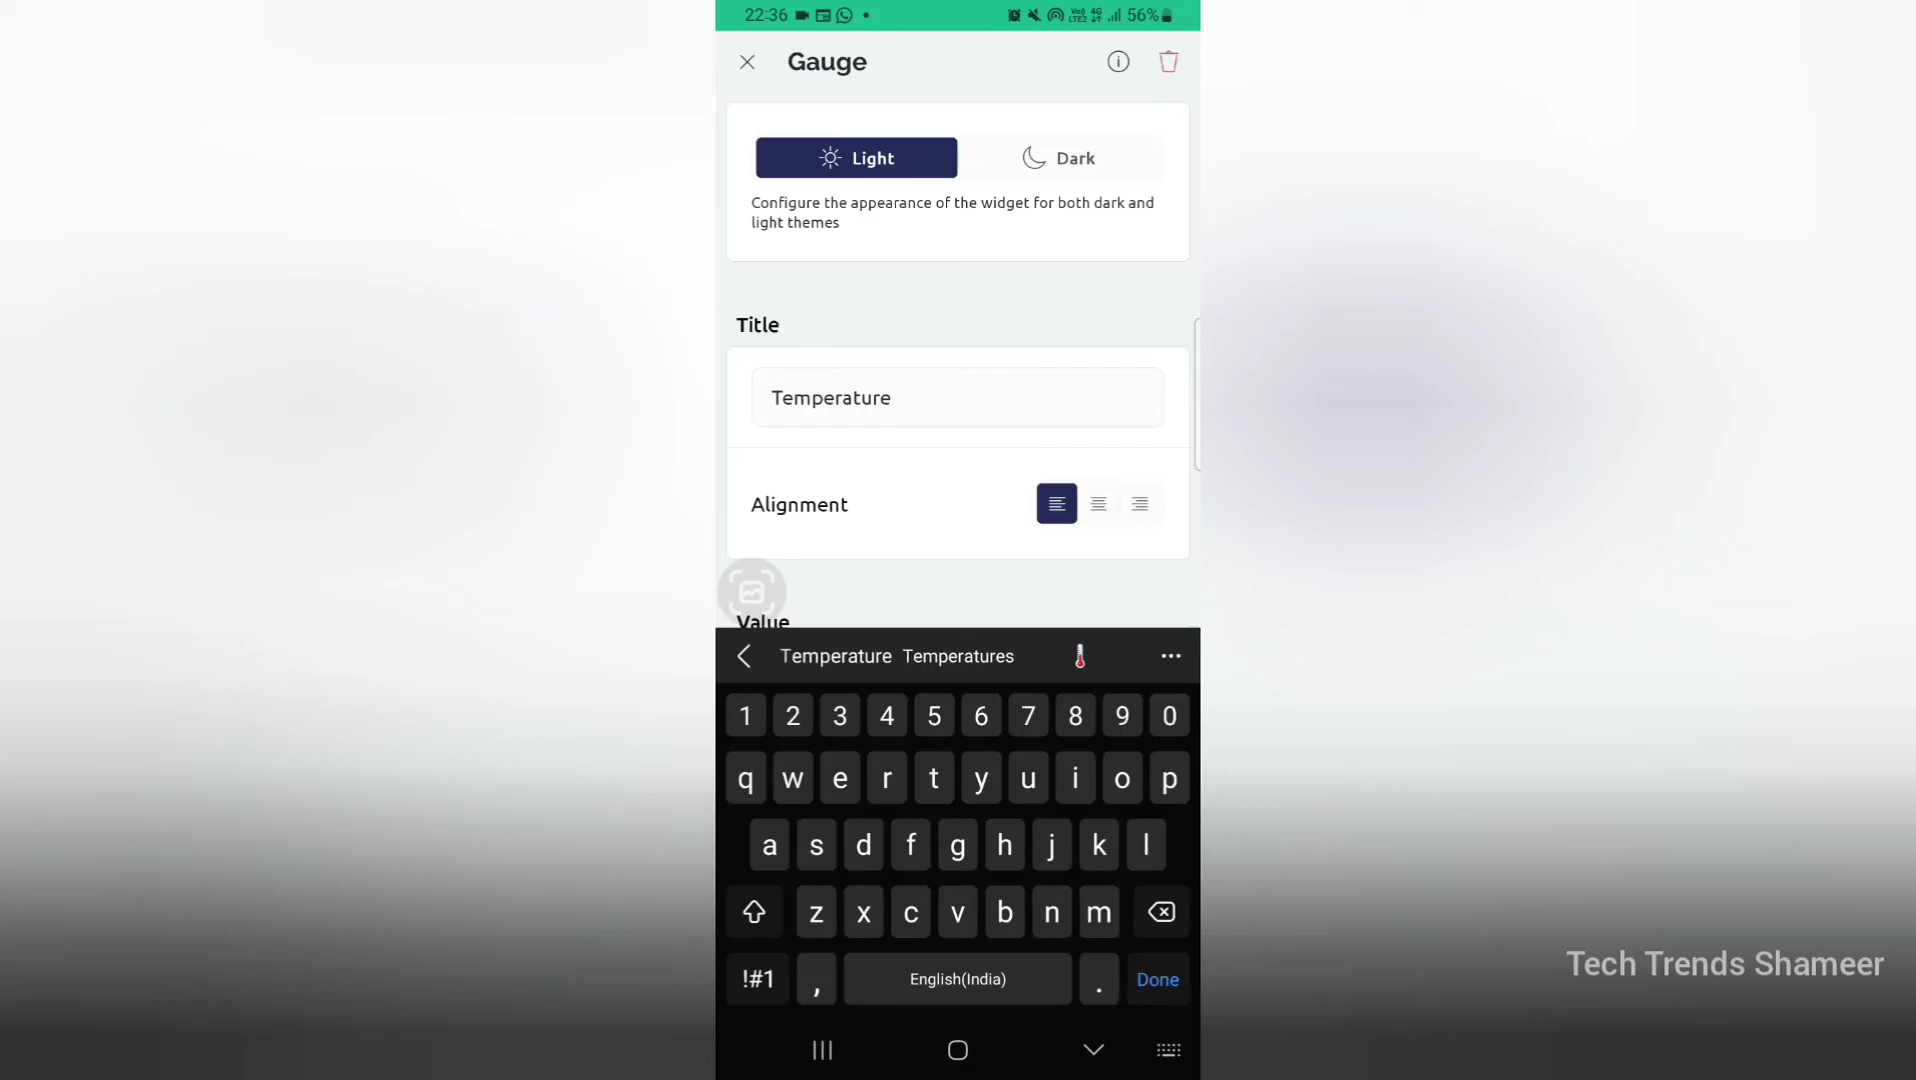 22:36 VoLTE2 4G 56%
Gauge
Light Dark
Configure the appearance of the widget for both dark and
light themes
Title
Temperature
Alignment
Value
Temperature Temperatures
1 2 3 4 5 6 7 8 9 0
q w e r t y u i o p
a s d f g h j k l
z x c v b n m
!#1 , English(India) . Done
Tech Trends Shameer